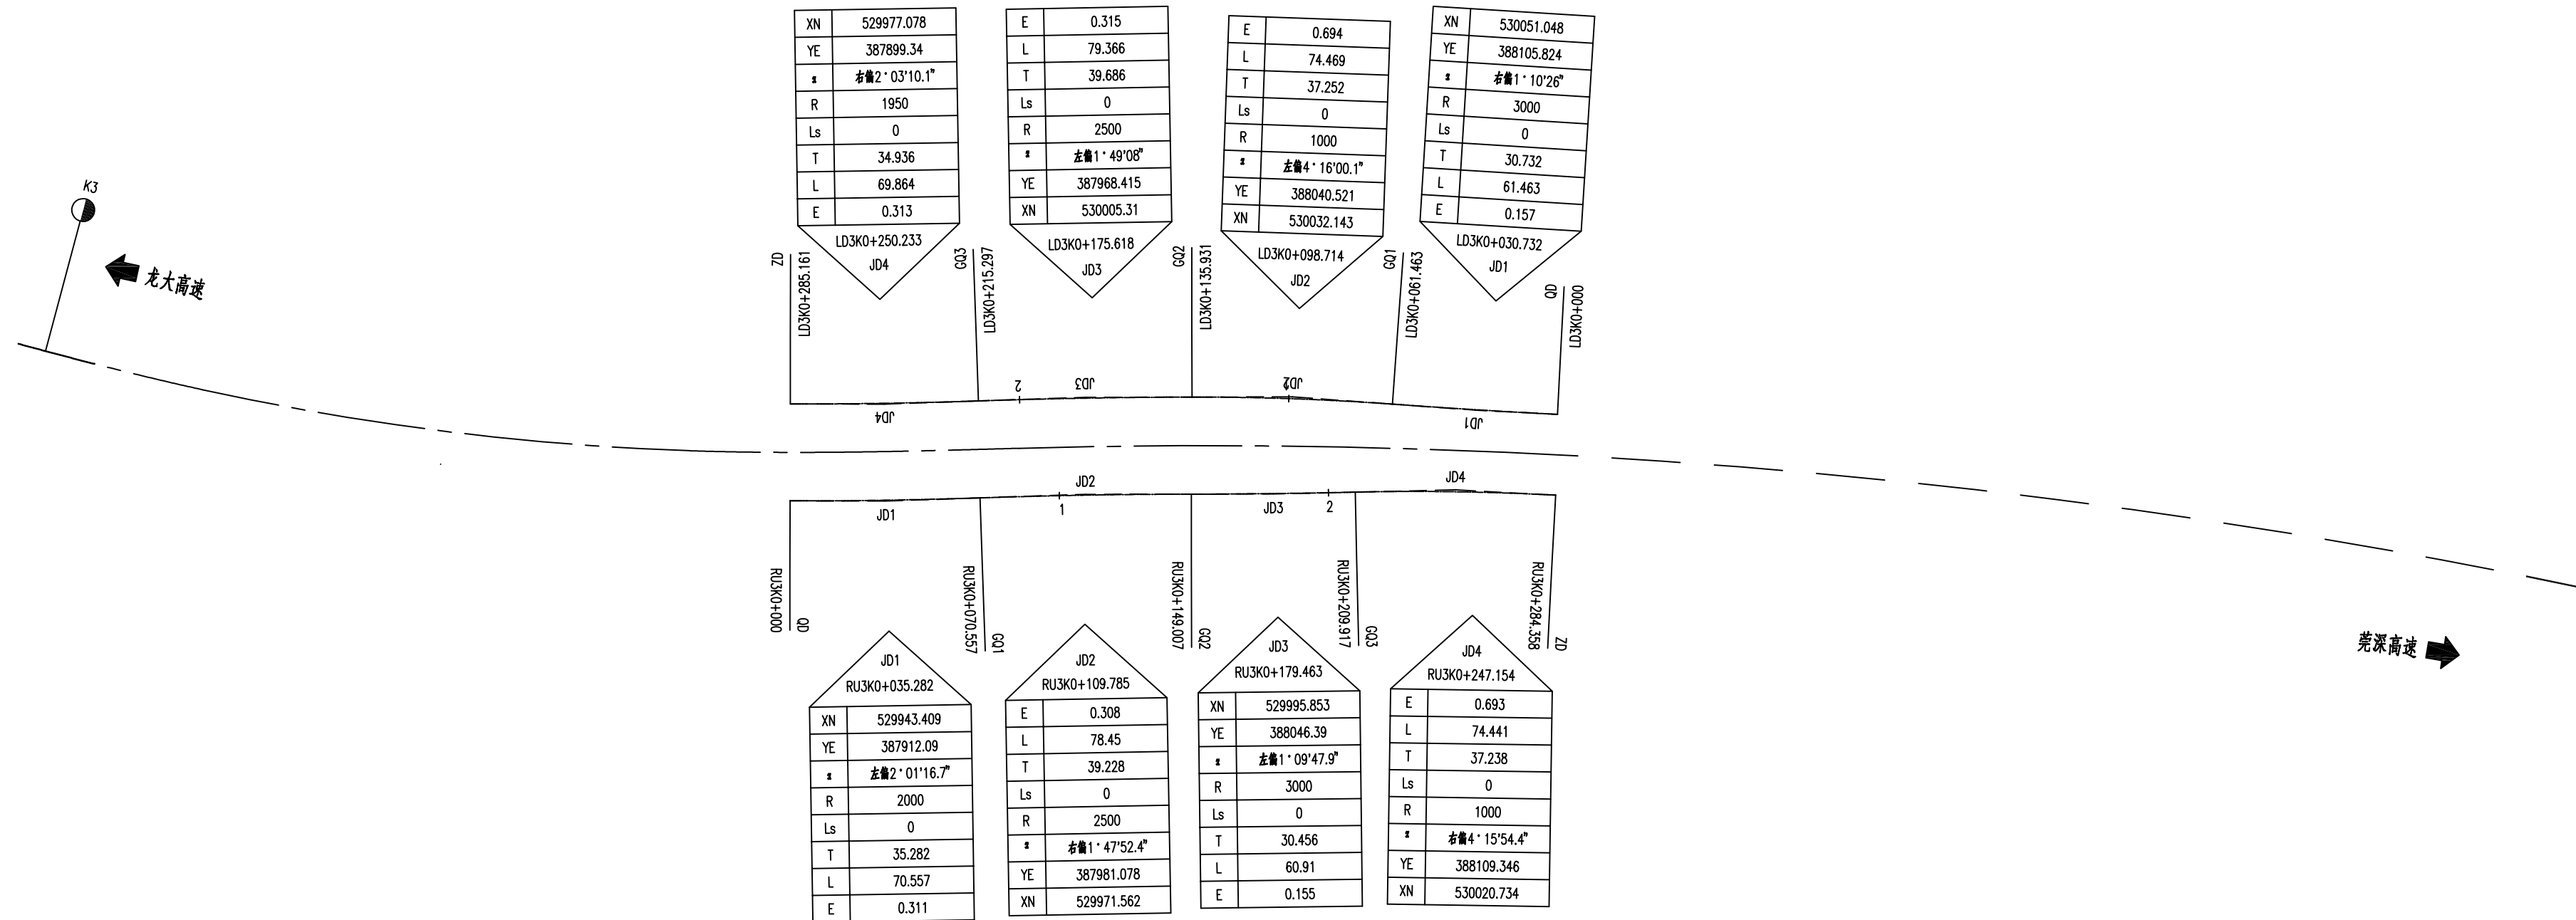 XN 529977.078
YE 387899.34
右偏2°03'10.1"
R 1950
Ls 0
T 34.936
L 69.864
E 0.313
LD3K0+250.233
JD4
E 0.315
L 79.366
T 39.686
Ls 0
R 2500
左偏1°49'08"
YE 387968.415
XN 530005.31
LD3K0+175.618
JD3
E 0.694
L 74.469
T 37.252
Ls 0
R 1000
左偏4°16'00.1"
YE 388040.521
XN 530032.143
LD3K0+098.714
JD2
XN 530051.048
YE 388105.824
右偏1°10'26"
R 3000
Ls 0
T 30.732
L 61.463
E 0.157
LD3K0+030.732
JD1
K3
龙大高速
ZD
LD3K0+285.161
GQ3
LD3K0+215.297
GQ2
LD3K0+135.931
GQ1
LD3K0+061.463
QD
LD3K0+000
JD4
2
JD3
JD2
JD1
JD1
JD2
1
JD3
2
JD4
RU3K0+000
QD
RU3K0+070.557
GQ1
RU3K0+149.007
GQ2
RU3K0+209.917
GQ3
RU3K0+284.358
ZD
莞深高速
JD1
RU3K0+035.282
XN 529943.409
YE 387912.09
左偏2°01'16.7"
R 2000
Ls 0
T 35.282
L 70.557
E 0.311
JD2
RU3K0+109.785
E 0.308
L 78.45
T 39.228
Ls 0
R 2500
右偏1°47'52.4"
YE 387981.078
XN 529971.562
JD3
RU3K0+179.463
XN 529995.853
YE 388046.39
左偏1°09'47.9"
R 3000
Ls 0
T 30.456
L 60.91
E 0.155
JD4
RU3K0+247.154
E 0.693
L 74.441
T 37.238
Ls 0
R 1000
右偏4°15'54.4"
YE 388109.346
XN 530020.734